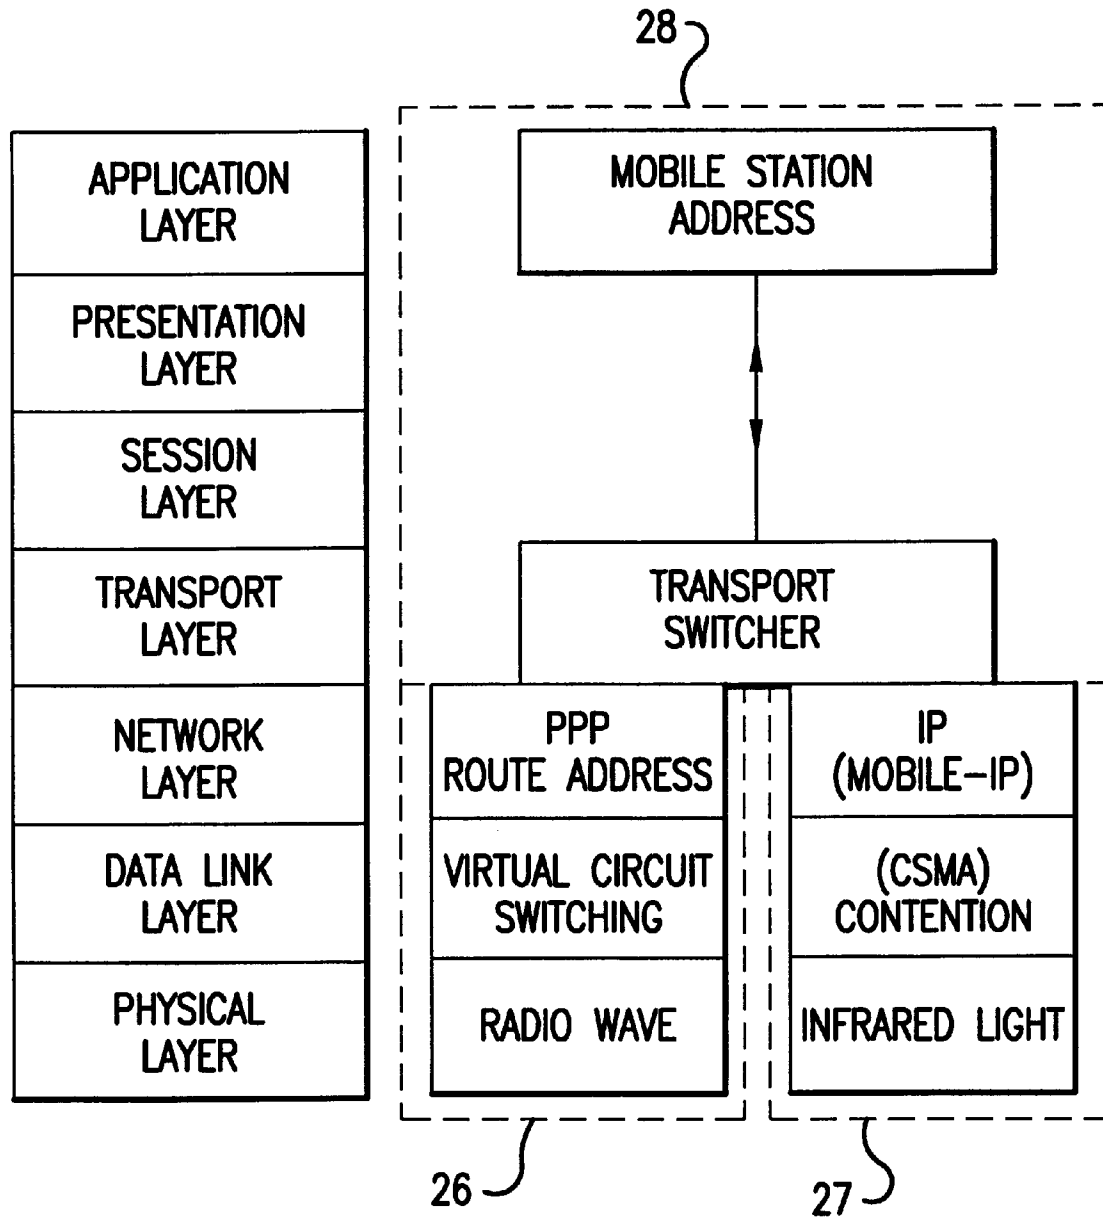 28
APPLICATION
LAYER
PRESENTATION
LAYER
SESSION
LAYER
TRANSPORT
LAYER
NETWORK
LAYER
DATA LINK
LAYER
PHYSICAL
LAYER
MOBILE STATION
ADDRESS
TRANSPORT
SWITCHER
PPP
ROUTE ADDRESS
VIRTUAL CIRCUIT
SWITCHING
RADIO WAVE
IP
(MOBILE-IP)
(CSMA)
CONTENTION
INFRARED LIGHT
26
27